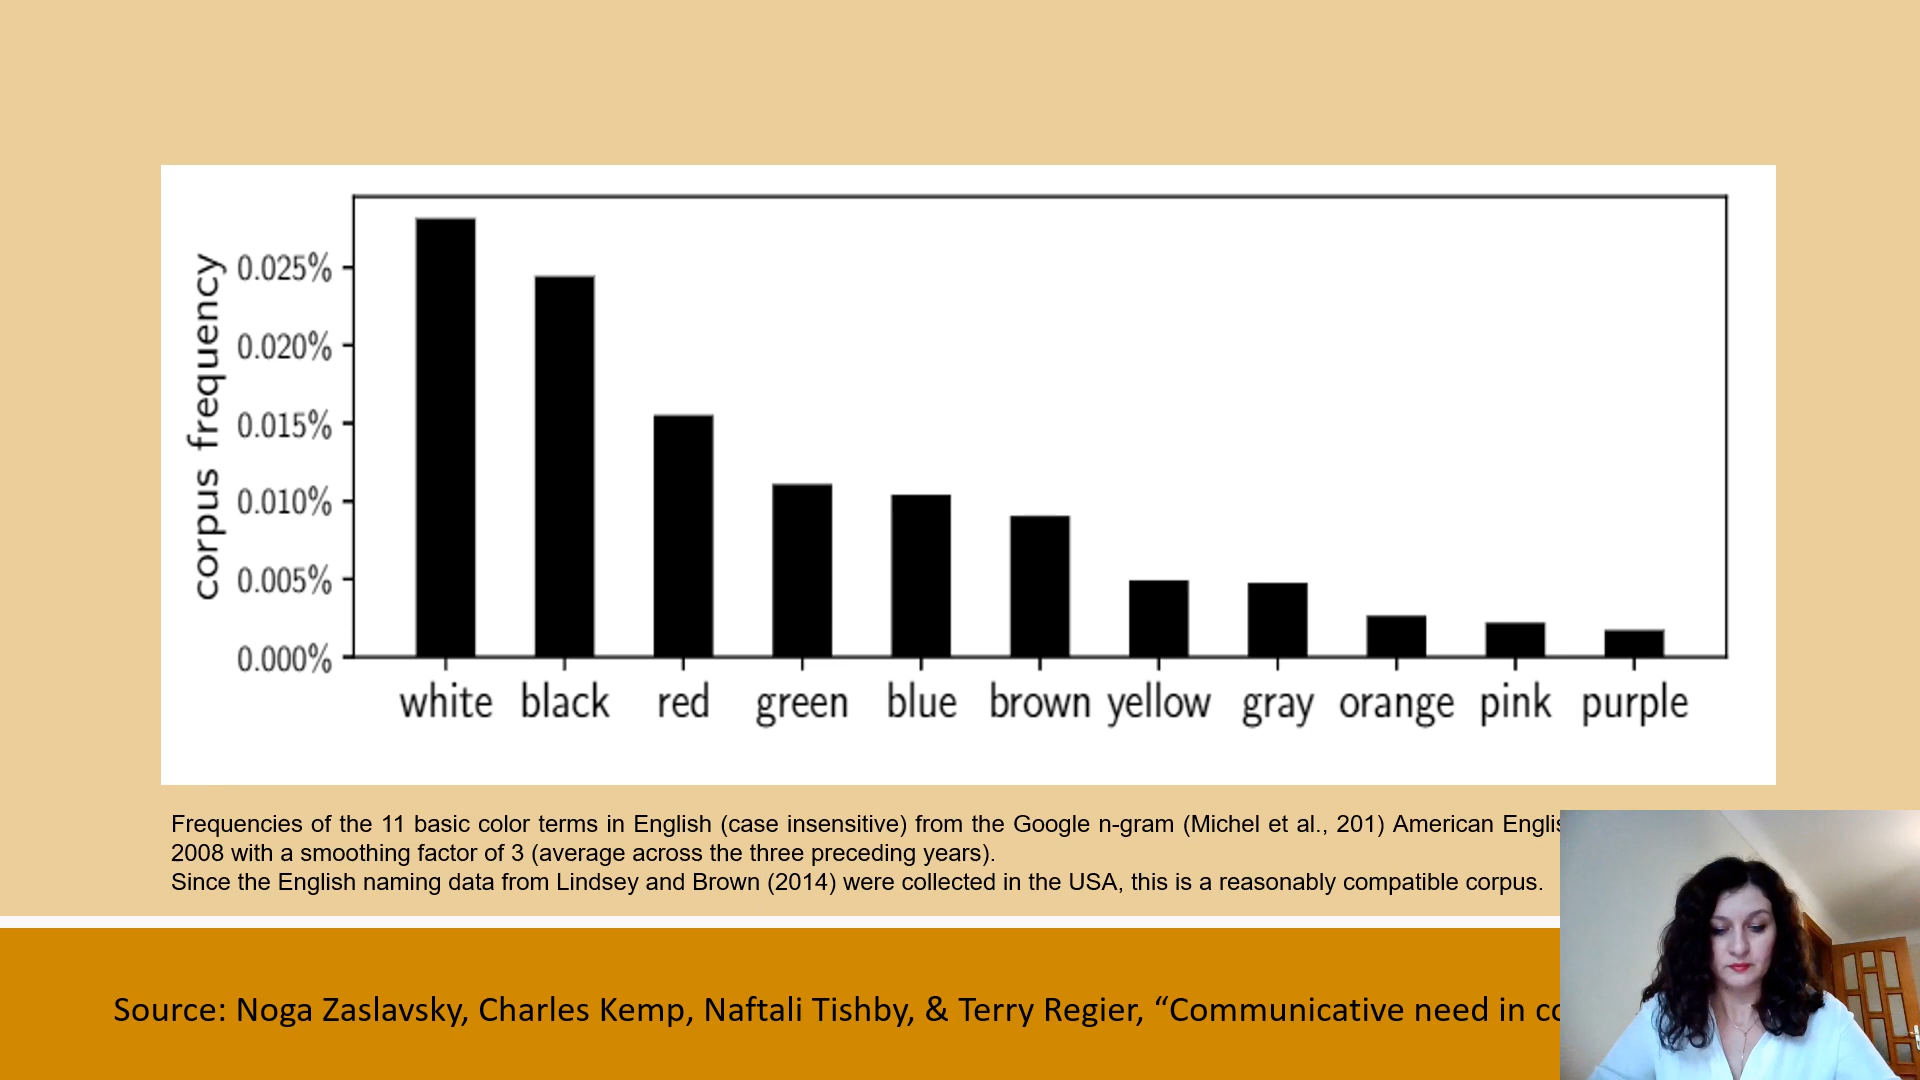 corpus frequency
0.025%
0.020%
0.015%
0.010%
0.005%
0.000%
white black red green blue brown yellow gray orange pink purple
Frequencies of the 11 basic color terms in English (case insensitive) from the Google n-gram (Michel et al., 201) American
2008 with a smoothing factor of 3 (average across the three preceding years).
Since the English naming data from Lindsey and Brown (2014) were collected in the USA, this is a reasonably compatible corpus.
Source: Noga Zaslavsky, Charles Kemp, Naftali Tishby, & Terry Regier, “Communicative need in